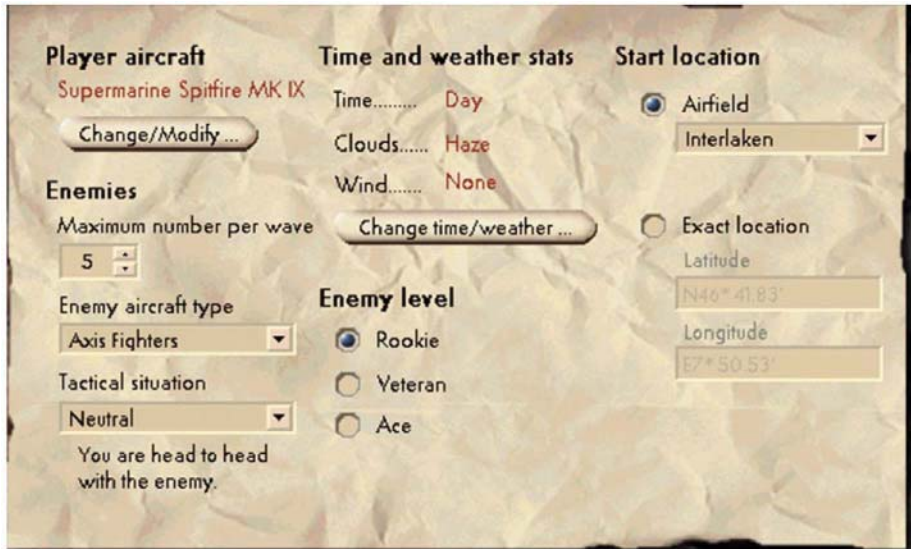 Player aircraft
Supermarine Spitfire MK IX
Change/Modify ...
Enemies
Maximum number per wave
5
Enemy aircraft type
Axis Fighters
Tactical situation
Neutral
You are head to head
with the enemy.
Time and weather stats
Time......... Day
Clouds...... Haze
Wind....... None
Change time/weather ...
Enemy level
Rookie
Veteran
Ace
Start location
Airfield
Interlaken
Exact location
Latitude
N46* 41.83'
Longitude
E7* 50.53'